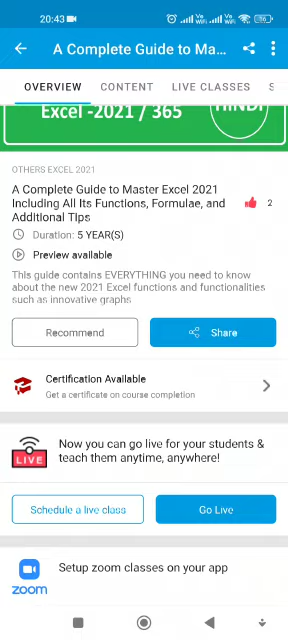 20:43
A Complete Guide to Ma...
OVERVIEW CONTENT LIVE CLASSES S
Excel -2021 / 365
HINDI
OTHERS EXCEL 2021
A Complete Guide to Master Excel 2021
Including All Its Functions, Formulae, and
Additional TIps
2
Duration: 5 YEAR(S)
Preview available
This guide contains EVERYTHING you need to know
about the new 2021 Excel functions and functionalities
such as innovative graphs
Recommend
Share
Certification Available
Get a certificate on course completion
LIVE
Now you can go live for your students &
teach them anytime, anywhere!
Schedule a live class
Go Live
zoom
Setup zoom classes on your app